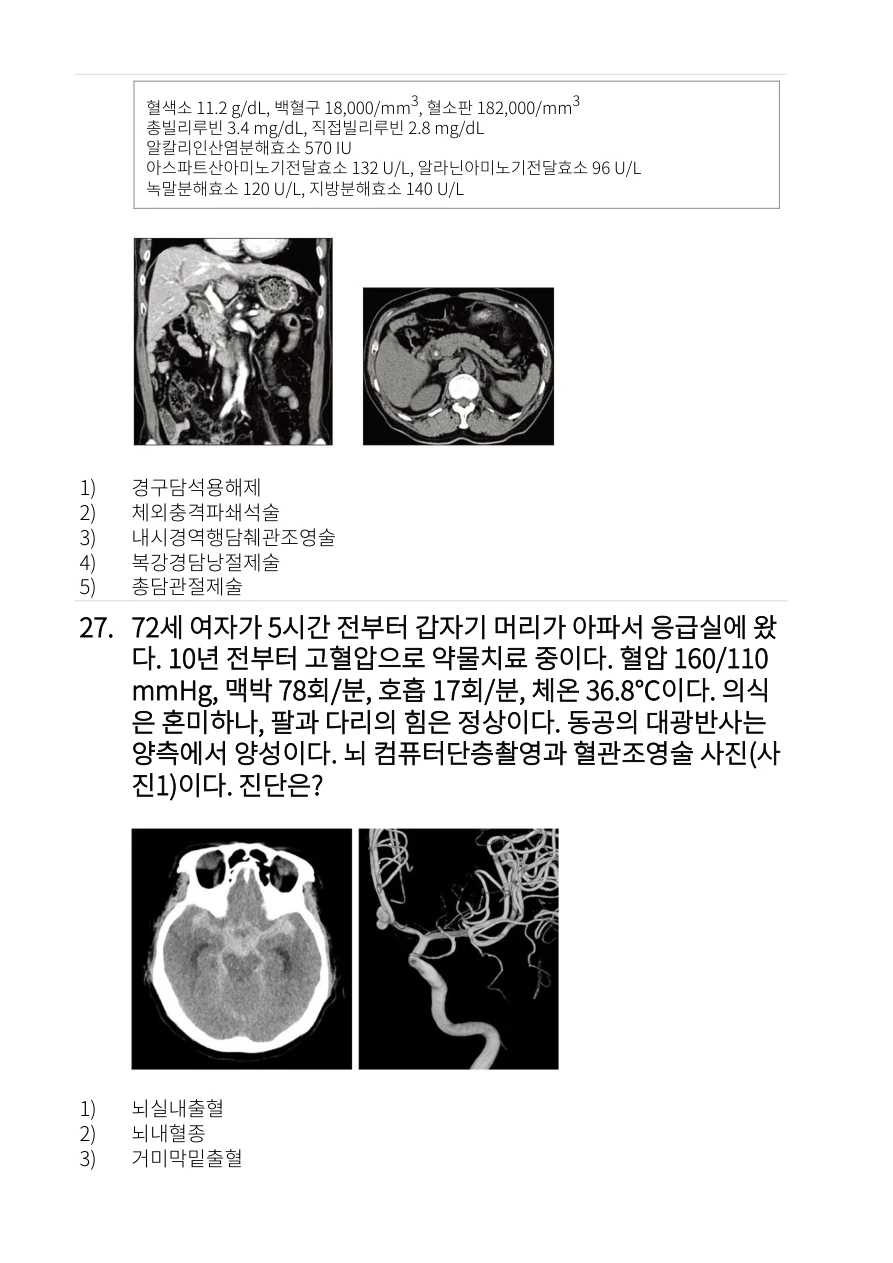 혈색소 11.2 g/dL, 백혈구 18,000/mm3, 혈소판 182,000/mm3
총빌리루빈 3.4 mg/dL, 직접빌리루빈 2.8 mg/dL
알칼리인산염분해효소 570 IU
아스파트산아미노기전달효소 132 U/L, 알라닌아미노기전달효소 96 U/L
녹말분해효소 120 U/L, 지방분해효소 140 U/L
1) 경구담석용해제
2) 체외충격파쇄석술
3) 내시경역행담췌관조영술
4) 복강경담낭절제술
5) 총담관절제술
27. 72세 여자가 5시간 전부터 갑자기 머리가 아파서 응급실에 왔
다. 10년 전부터 고혈압으로 약물치료 중이다. 혈압 160/110
mmHg, 맥박 78회/분, 호흡 17회/분, 체온 36.8℃이다. 의식
은 혼미하나, 팔과 다리의 힘은 정상이다. 동공의 대광반사는
양측에서 양성이다. 뇌 컴퓨터단층촬영과 혈관조영술 사진(사
진1)이다. 진단은?
1) 뇌실내출혈
2) 뇌내혈종
3) 거미막밑출혈